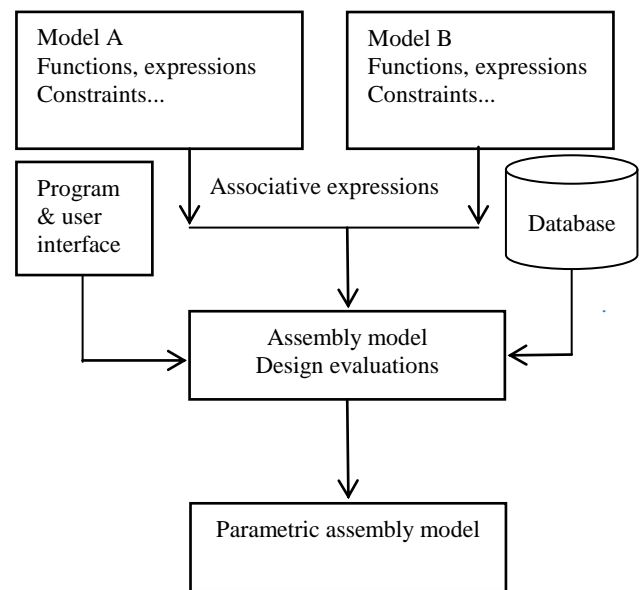 Model A
Functions, expressions
Constraints...
Model B
Functions, expressions
Constraints...
Program
& user
interface
Associative expressions
Database
Assembly model
Design evaluations
Parametric assembly model